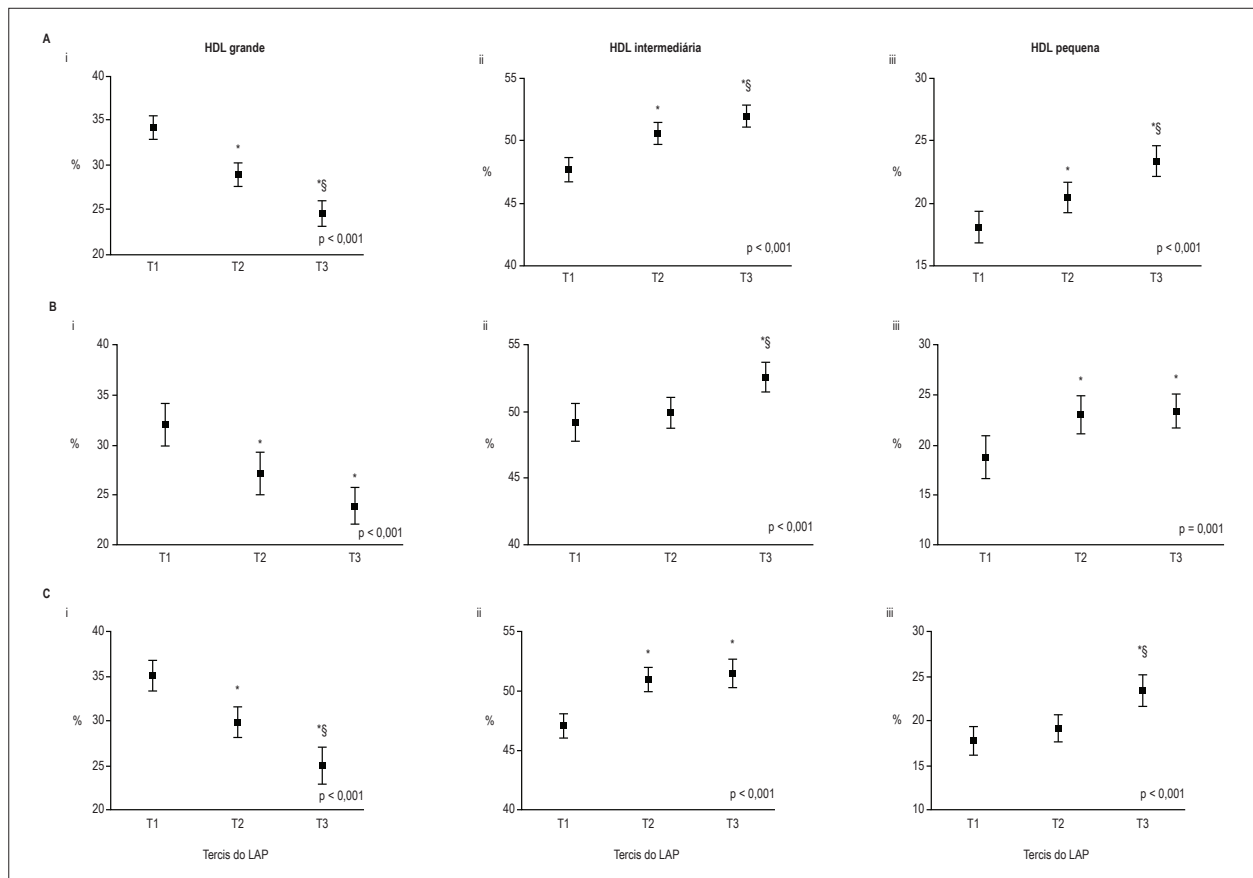 A
HDL grande HDL intermediária HDL pequena
i ii iii
40 55 30
* *§
35 * 25 *§
50 *
% 30 * % % 20
25 *§ 45
20 p < 0,001 40 p < 0,001 15 p < 0,001
T1 T2 T3 T1 T2 T3 T1 T2 T3
B
i ii iii
40 55 *§ 30
35 25 * *
% 30 * % 50 % 20
25 * 45 15
20 p < 0,001 40 p < 0,001 10 p = 0,001
T1 T2 T3 T1 T2 T3 T1 T2 T3
C
i ii iii
40 55 * * 30
35 25 *§
% 30 * % 50 % 20
25 *§ 45 15
20 p < 0,001 40 p < 0,001 10 p < 0,001
T1 T2 T3 T1 T2 T3 T1 T2 T3
Tercis do LAP Tercis do LAP Tercis do LAP